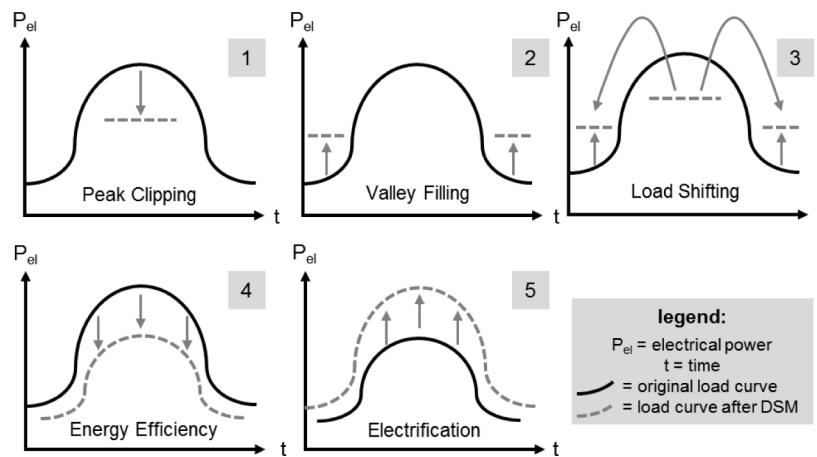 P_el
1
Peak Clipping
t
P_el
2
Valley Filling
t
P_el
3
Load Shifting
t
P_el
4
Energy Efficiency
t
P_el
5
Electrification
t
legend:
P_el = electrical power
t = time
= original load curve
= load curve after DSM